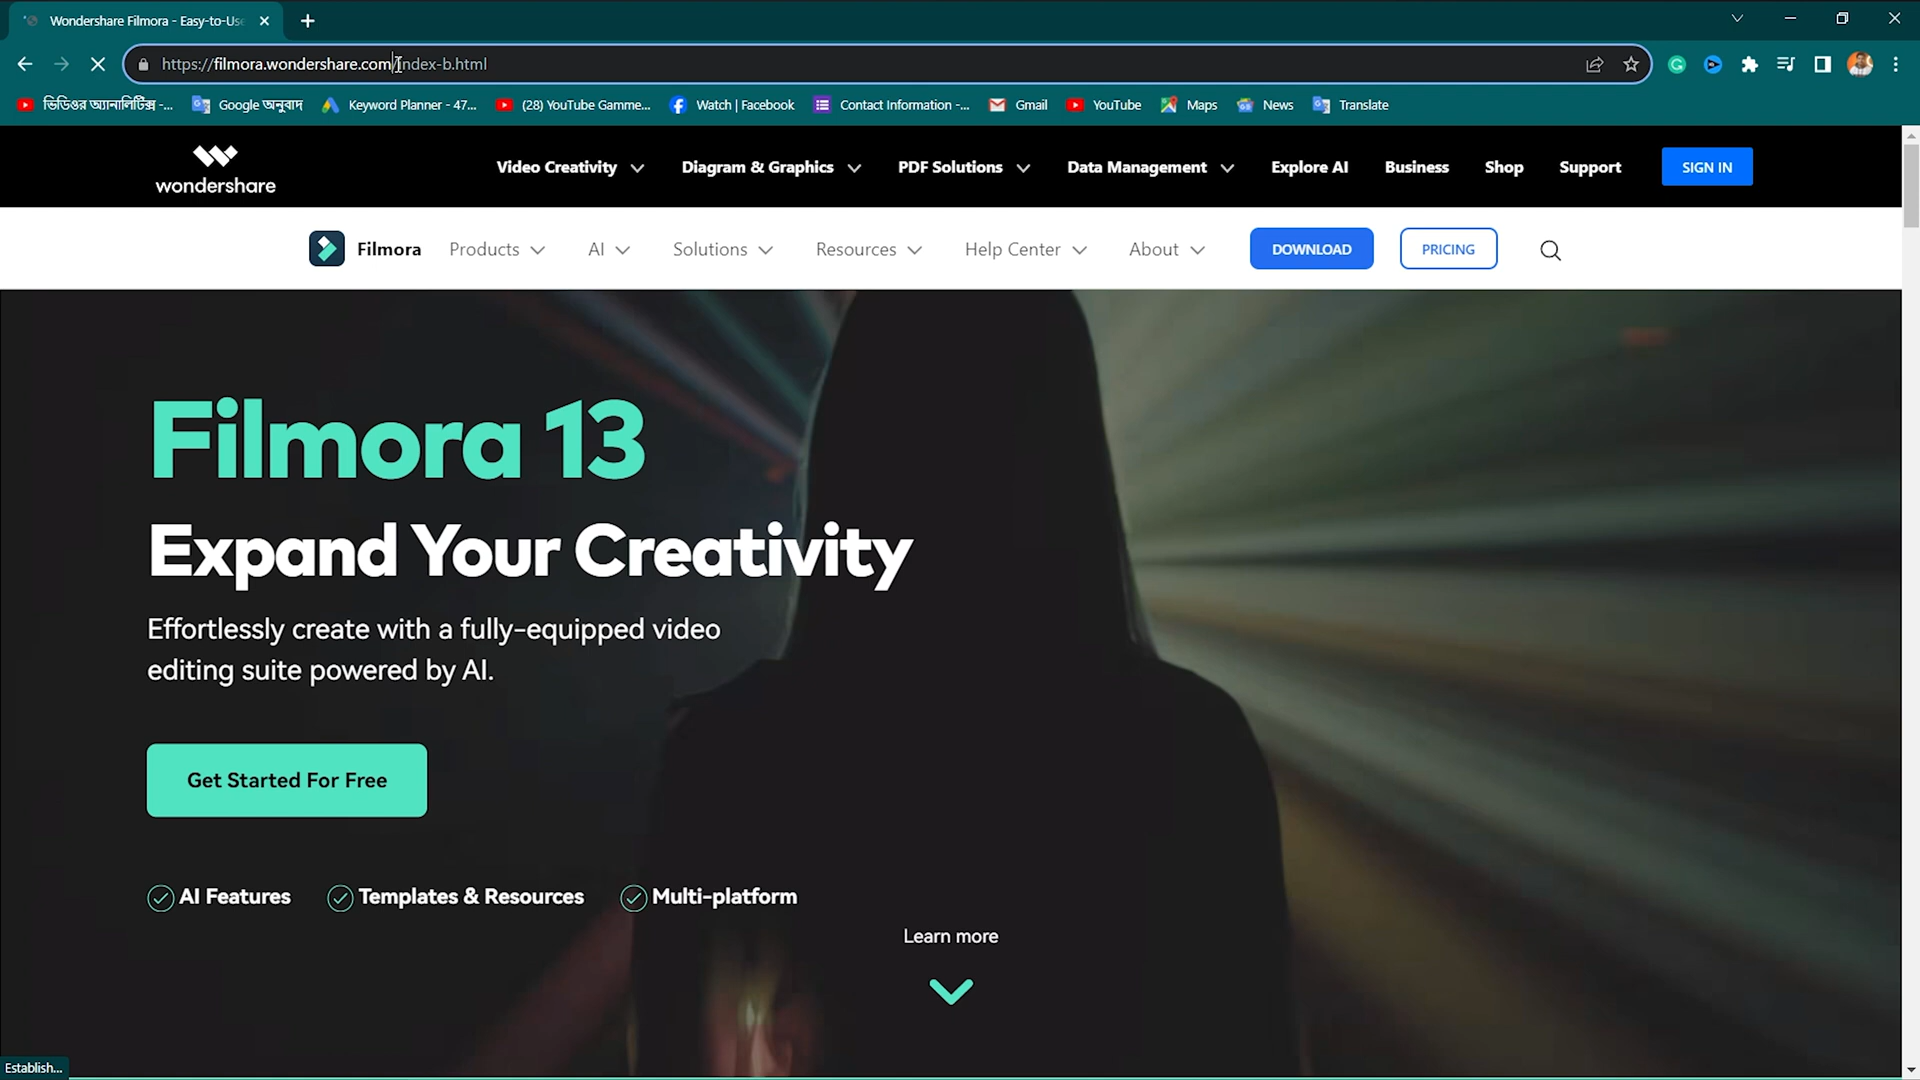 Wondershare Filmora - Easy-to-Use
https://filmora.wondershare.com/index-b.html
ভিডিওর অ্যানালিটিক্স -...
Google অনুবাদ
Keyword Planner - 47...
(28) YouTube Gamme...
Watch | Facebook
Contact Information -...
Gmail
YouTube
Maps
News
Translate
wondershare
Video Creativity
Diagram & Graphics
PDF Solutions
Data Management
Explore AI
Business
Shop
Support
SIGN IN
Filmora
Products
AI
Solutions
Resources
Help Center
About
DOWNLOAD
PRICING
Filmora 13
Expand Your Creativity
Effortlessly create with a fully-equipped video
editing suite powered by AI.
Get Started For Free
AI Features
Templates & Resources
Multi-platform
Learn more
Establish...